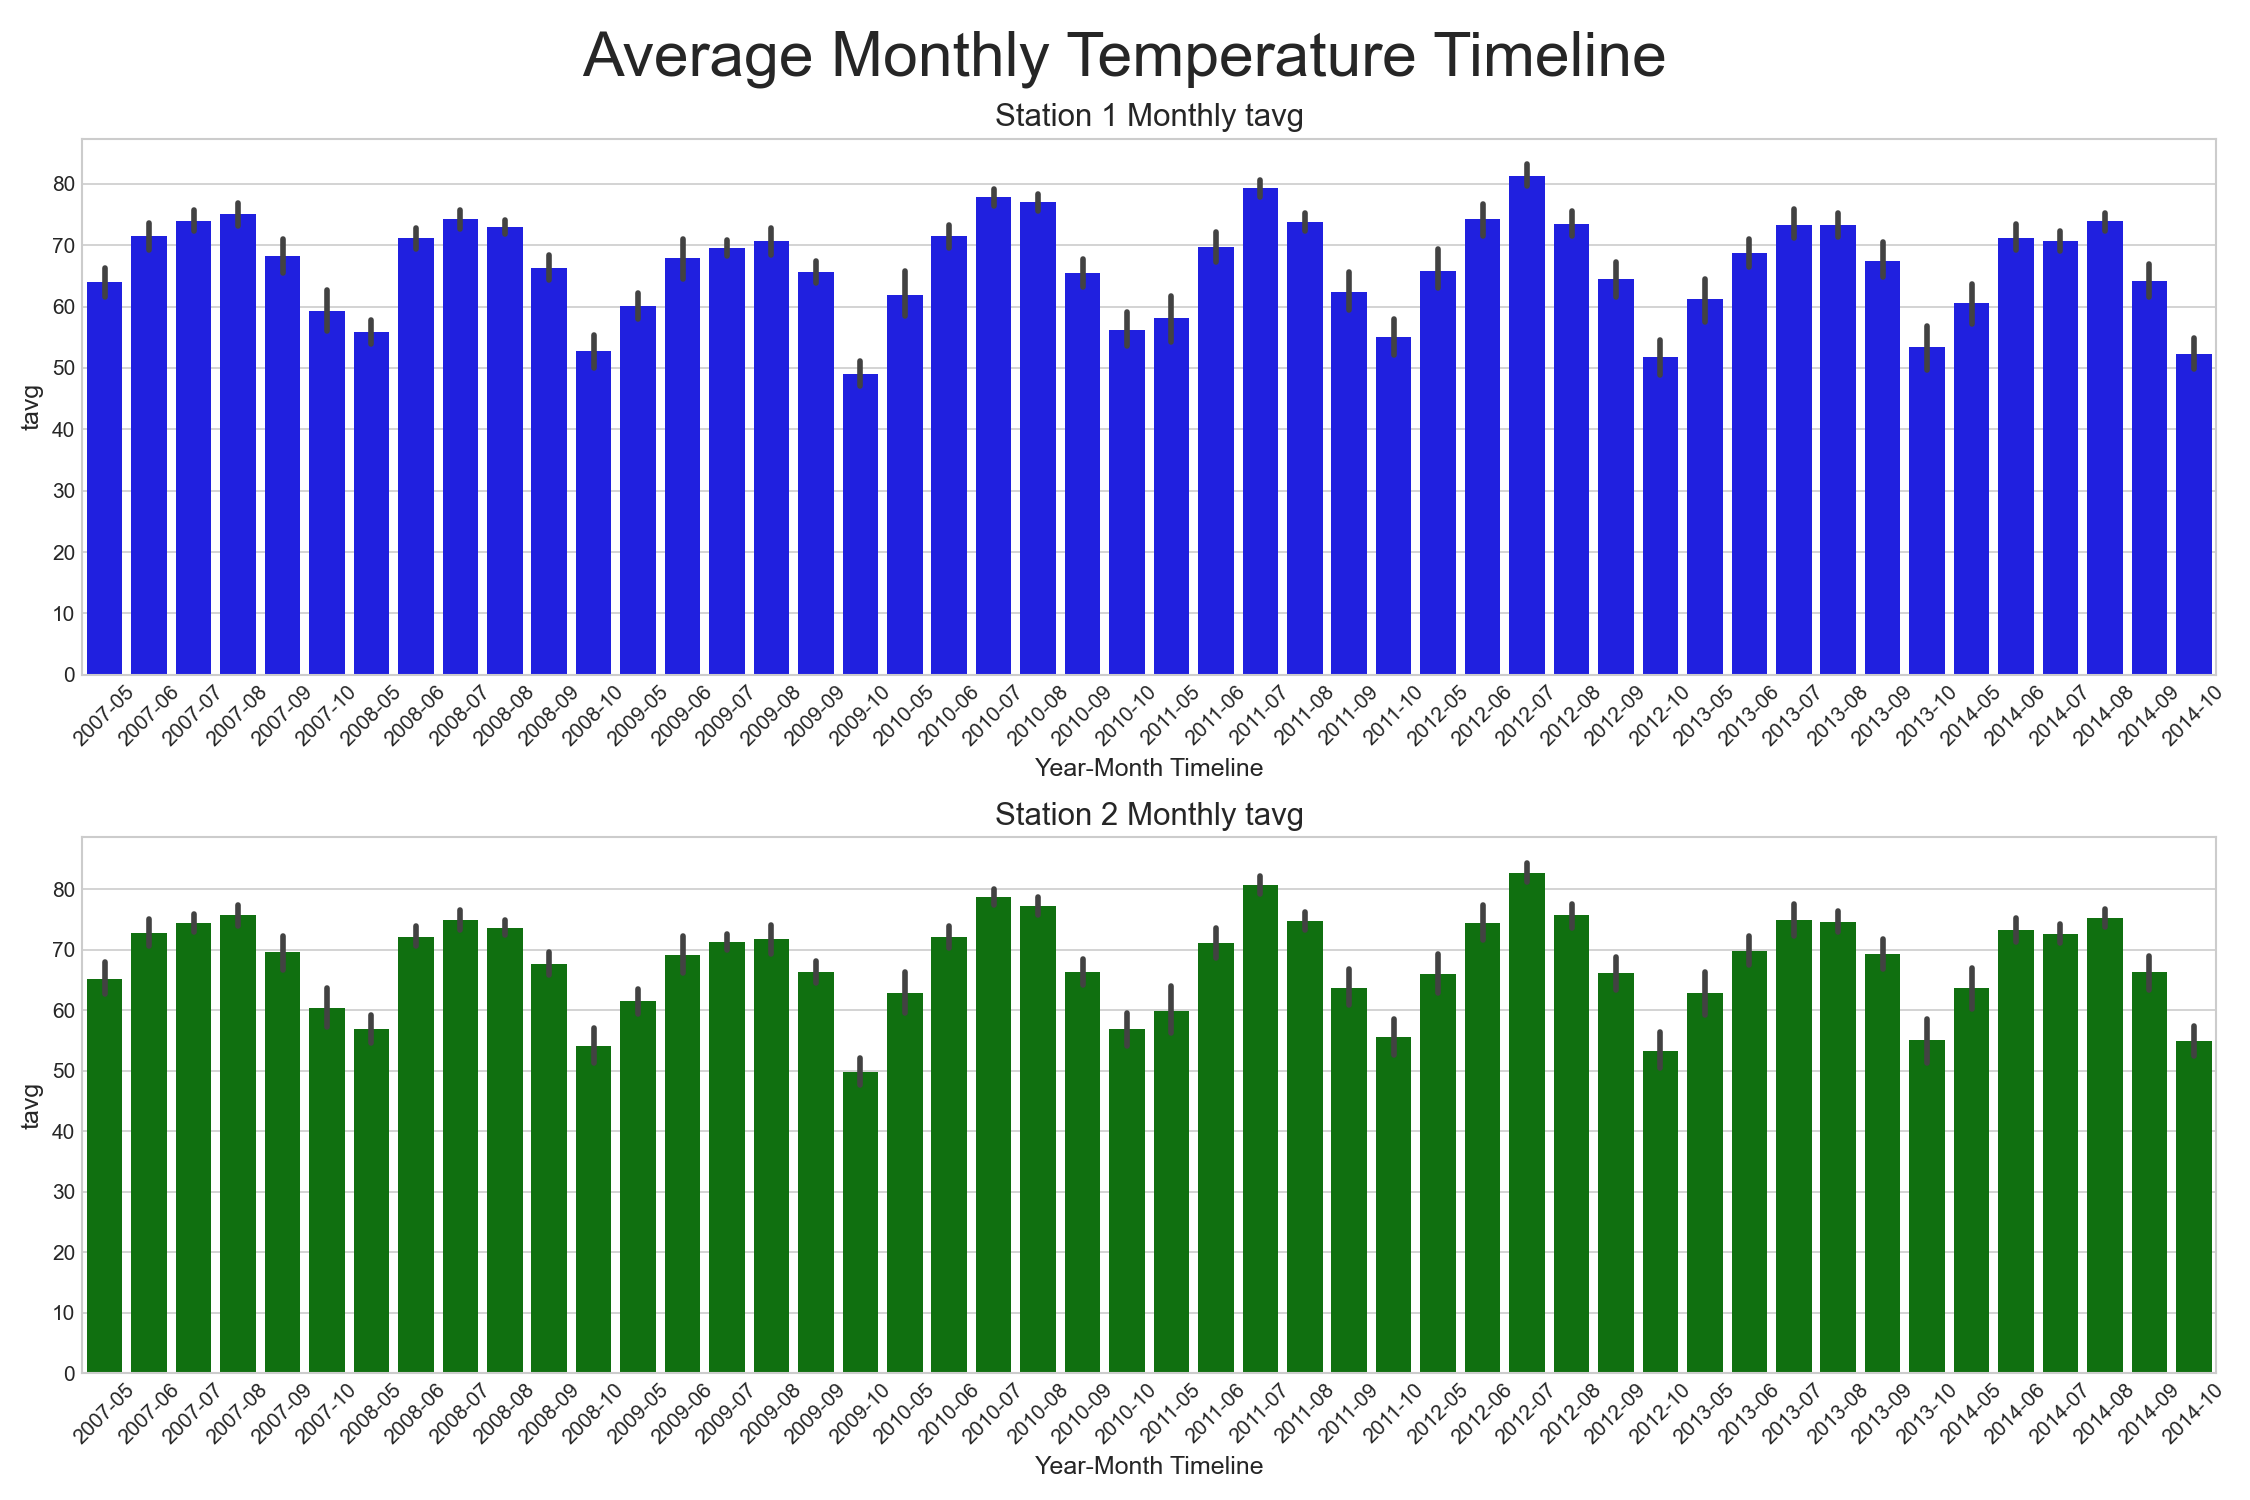 Average Monthly Temperature Timeline
Station 1 Monthly tavg
80
70
60
50
40
30
20
10
0
tavg
2007-05 2007-06 2007-07 2007-08 2007-09 2007-10 2008-05 2008-06 2008-07 2008-08 2008-09 2008-10 2009-05 2009-06 2009-07 2009-08 2009-09 2009-10 2010-05 2010-06 2010-07 2010-08 2010-09 2010-10 2011-05 2011-06 2011-07 2011-08 2011-09 2011-10 2012-05 2012-06 2012-07 2012-08 2012-09 2012-10 2013-05 2013-06 2013-07 2013-08 2013-09 2013-10 2014-05 2014-06 2014-07 2014-08 2014-09 2014-10
Year-Month Timeline
Station 2 Monthly tavg
80
70
60
50
40
30
20
10
0
tavg
2007-05 2007-06 2007-07 2007-08 2007-09 2007-10 2008-05 2008-06 2008-07 2008-08 2008-09 2008-10 2009-05 2009-06 2009-07 2009-08 2009-09 2009-10 2010-05 2010-06 2010-07 2010-08 2010-09 2010-10 2011-05 2011-06 2011-07 2011-08 2011-09 2011-10 2012-05 2012-06 2012-07 2012-08 2012-09 2012-10 2013-05 2013-06 2013-07 2013-08 2013-09 2013-10 2014-05 2014-06 2014-07 2014-08 2014-09 2014-10
Year-Month Timeline